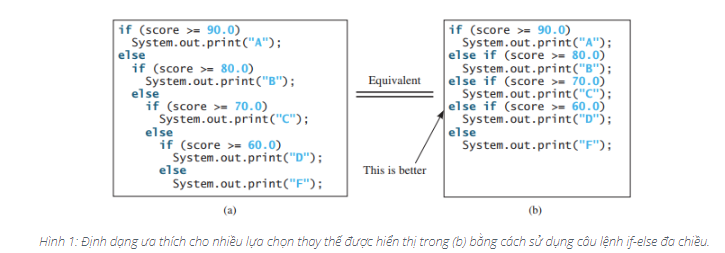 if (score >= 90.0)
  System.out.print("A");
else
  if (score >= 80.0)
    System.out.print("B");
  else
    if (score >= 70.0)
      System.out.print("C");
    else
      if (score >= 60.0)
        System.out.print("D");
      else
        System.out.print("F");
(a)
Equivalent
This is better
if (score >= 90.0)
  System.out.print("A");
else if (score >= 80.0)
  System.out.print("B");
else if (score >= 70.0)
  System.out.print("C");
else if (score >= 60.0)
  System.out.print("D");
else
  System.out.print("F");
(b)
Hình 1: Định dạng ưa thích cho nhiều lựa chọn thay thế được hiển thị trong (b) bằng cách sử dụng câu lệnh if-else đa chiều.